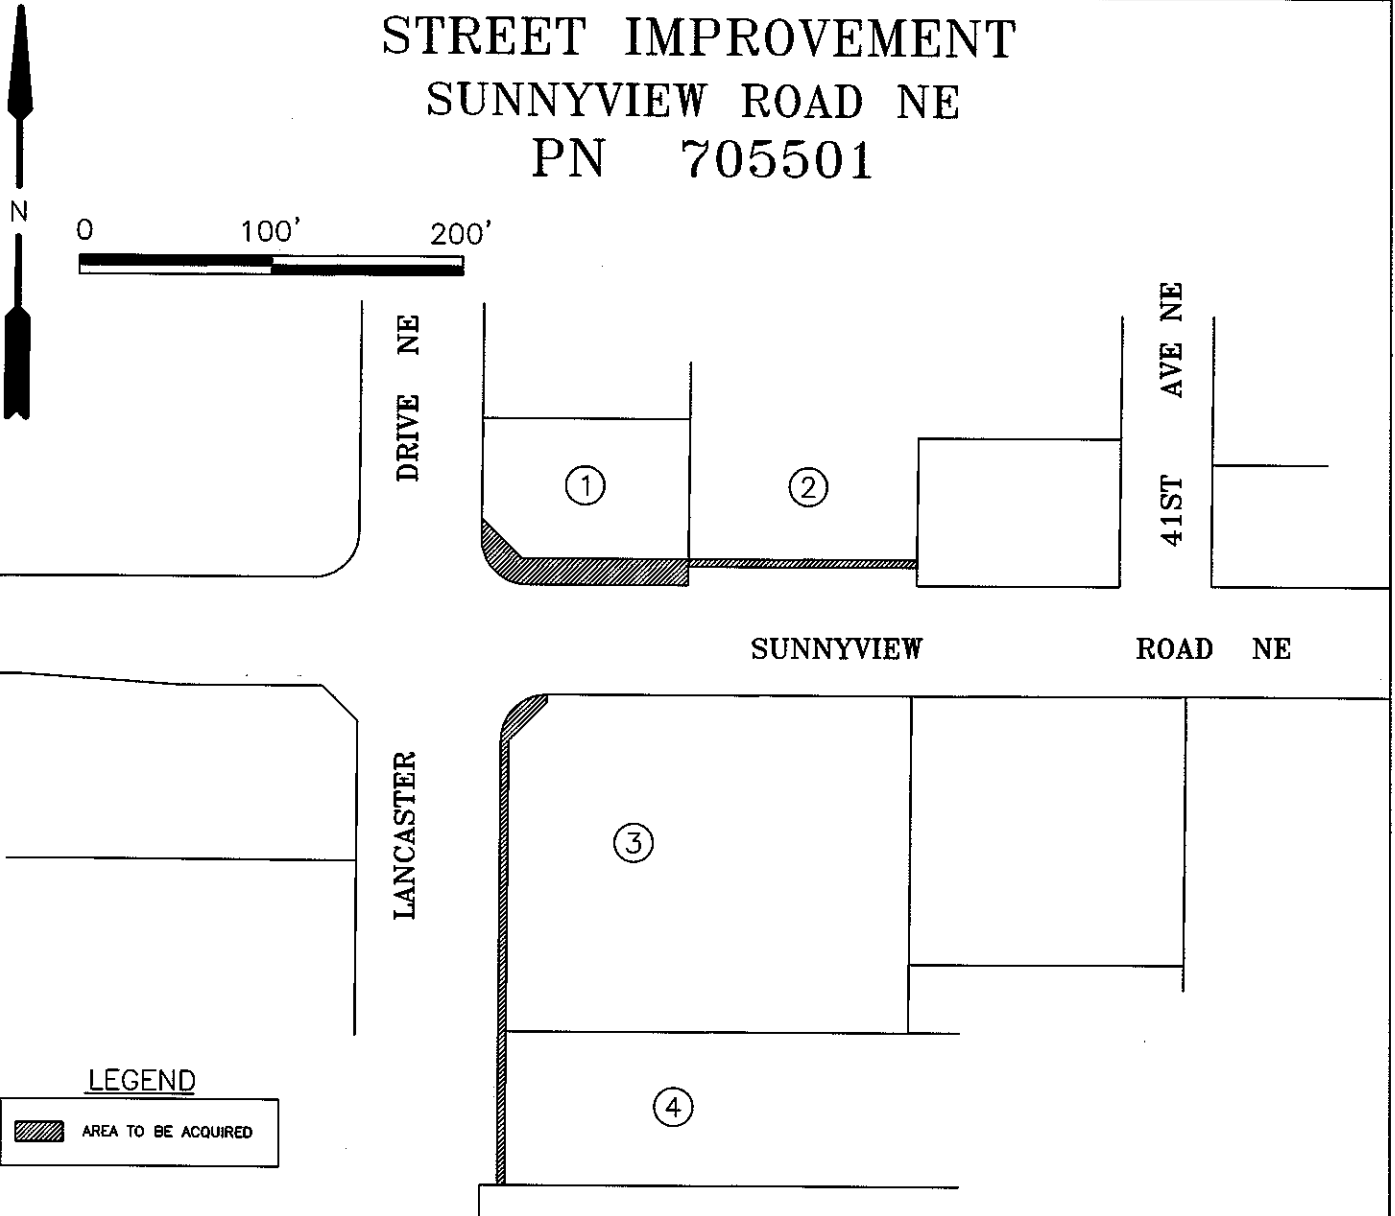 STREET IMPROVEMENT
SUNNYVIEW ROAD NE
PN 705501
N
0 100' 200'
DRIVE NE
41ST AVE NE
1
2
SUNNYVIEW ROAD NE
LANCASTER
3
4
LEGEND
AREA TO BE ACQUIRED